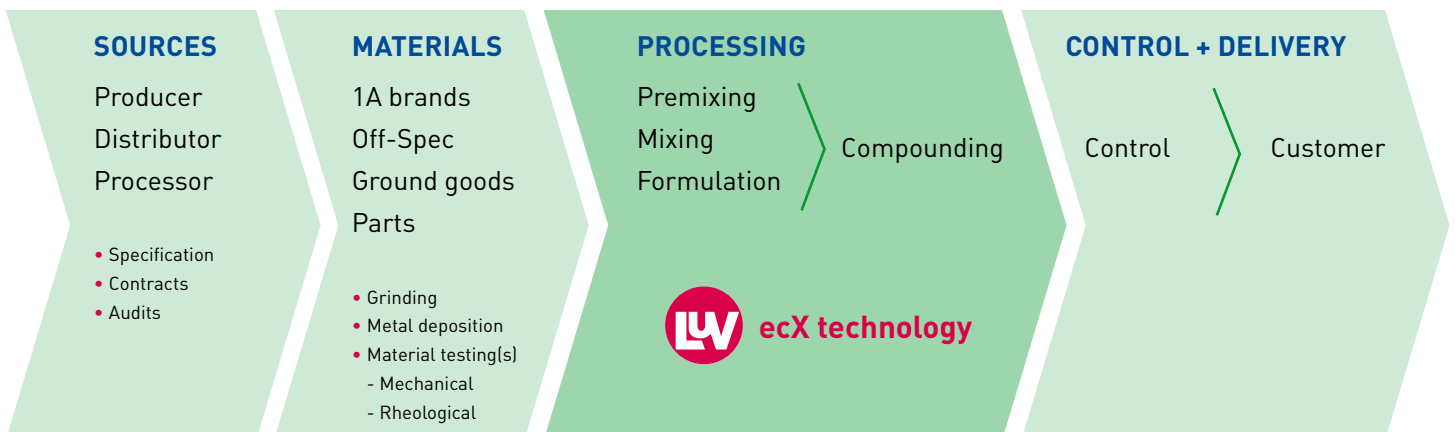 SOURCES
Producer
Distributor
Processor
• Specification
• Contracts
• Audits
MATERIALS
1A brands
Off-Spec
Ground goods
Parts
• Grinding
• Metal deposition
• Material testing(s)
- Mechanical
- Rheological
PROCESSING
Premixing
Mixing
Formulation
Compounding
LUV
ecX technology
CONTROL + DELIVERY
Control
Customer